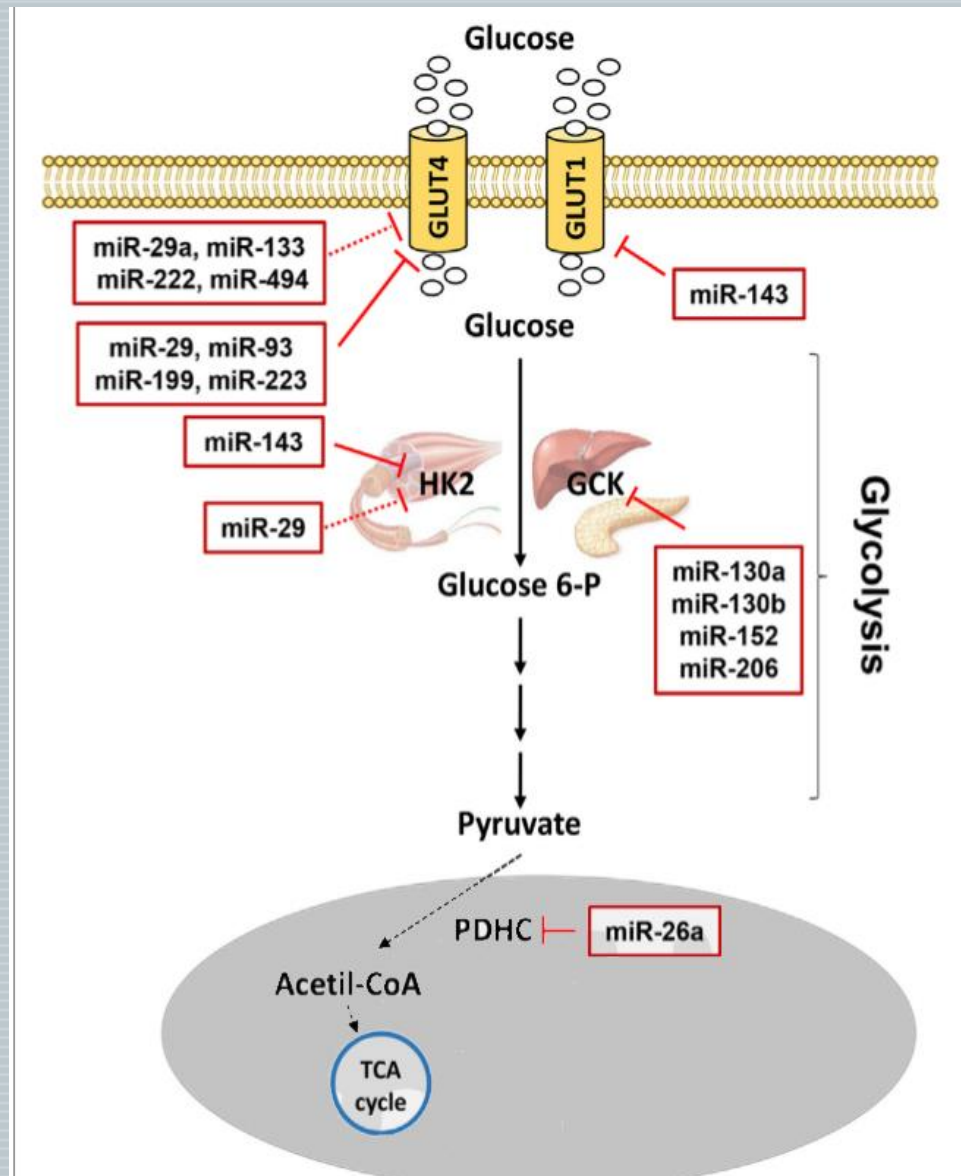 Glucose
GLUT4
GLUT1
miR-29a, miR-133
miR-222, miR-494
miR-143
Glucose
miR-29, miR-93
miR-199, miR-223
miR-143
HK2
GCK
miR-29
Glucose 6-P
miR-130a
miR-130b
miR-152
miR-206
Glycolysis
Pyruvate
PDHC
miR-26a
Acetil-CoA
TCA
cycle